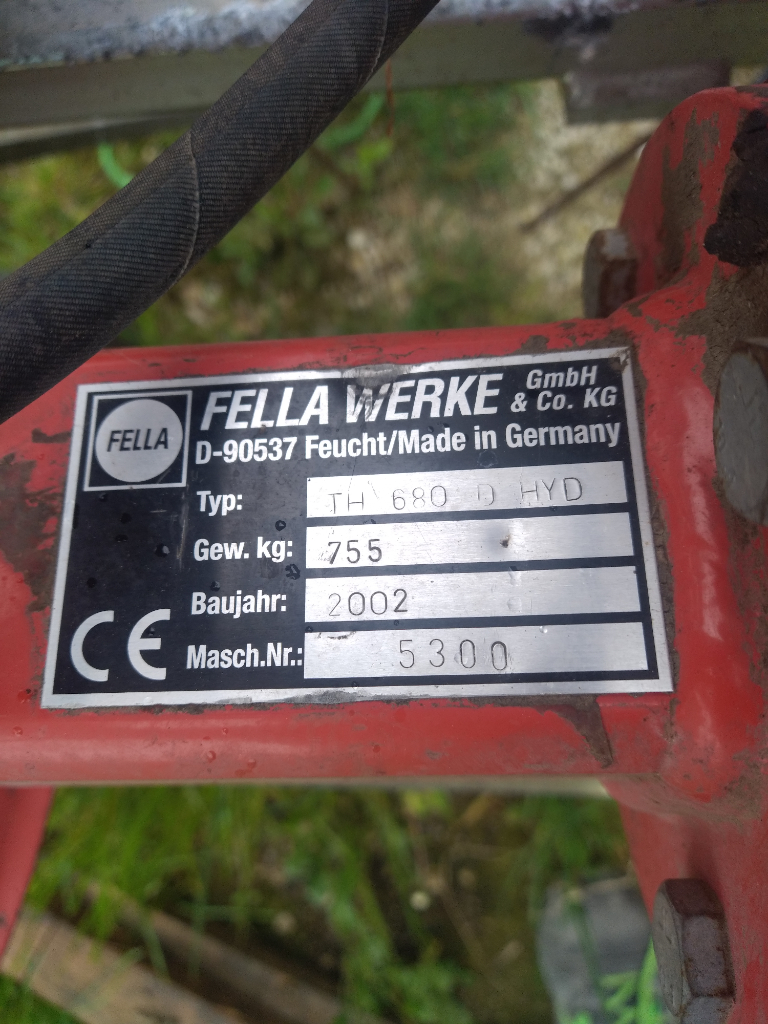 FELLA
FELLA WERKE GmbH & Co. KG
D-90537 Feucht/Made in Germany
Typ: TH 680 D HYD
Gew. kg: 755
Baujahr: 2002
Masch.Nr.: 5300
CE